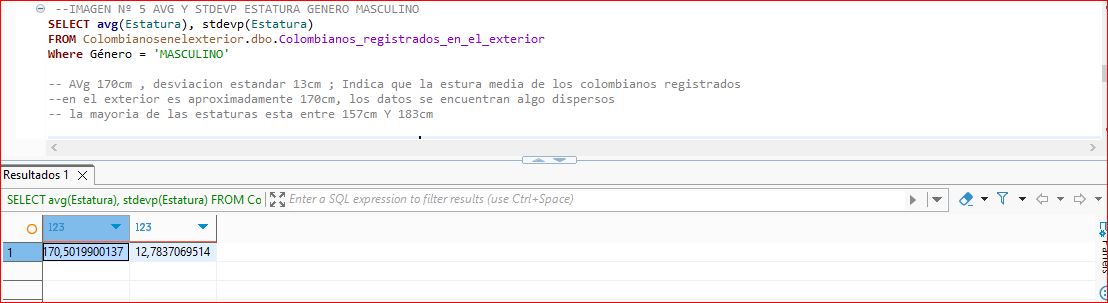 --IMAGEN Nº 5 AVG Y STDEVP ESTATURA GENERO MASCULINO
SELECT avg(Estatura), stdevp(Estatura)
FROM Colombianosenelexterior.dbo.Colombianos_registrados_en_el_exterior
Where Género = 'MASCULINO'
-- AVg 170cm , desviacion estandar 13cm ; Indica que la estura media de los colombianos registrados
--en el exterior es aproximadamente 170cm, los datos se encuentran algo dispersos
-- la mayoria de las estaturas esta entre 157cm Y 183cm
Resultados 1
SELECT avg(Estatura), stdevp(Estatura) FROM Co
Enter a SQL expression to filter results (use Ctrl+Space)
123 123
1 170,5019900137 12,7837069514
Panels